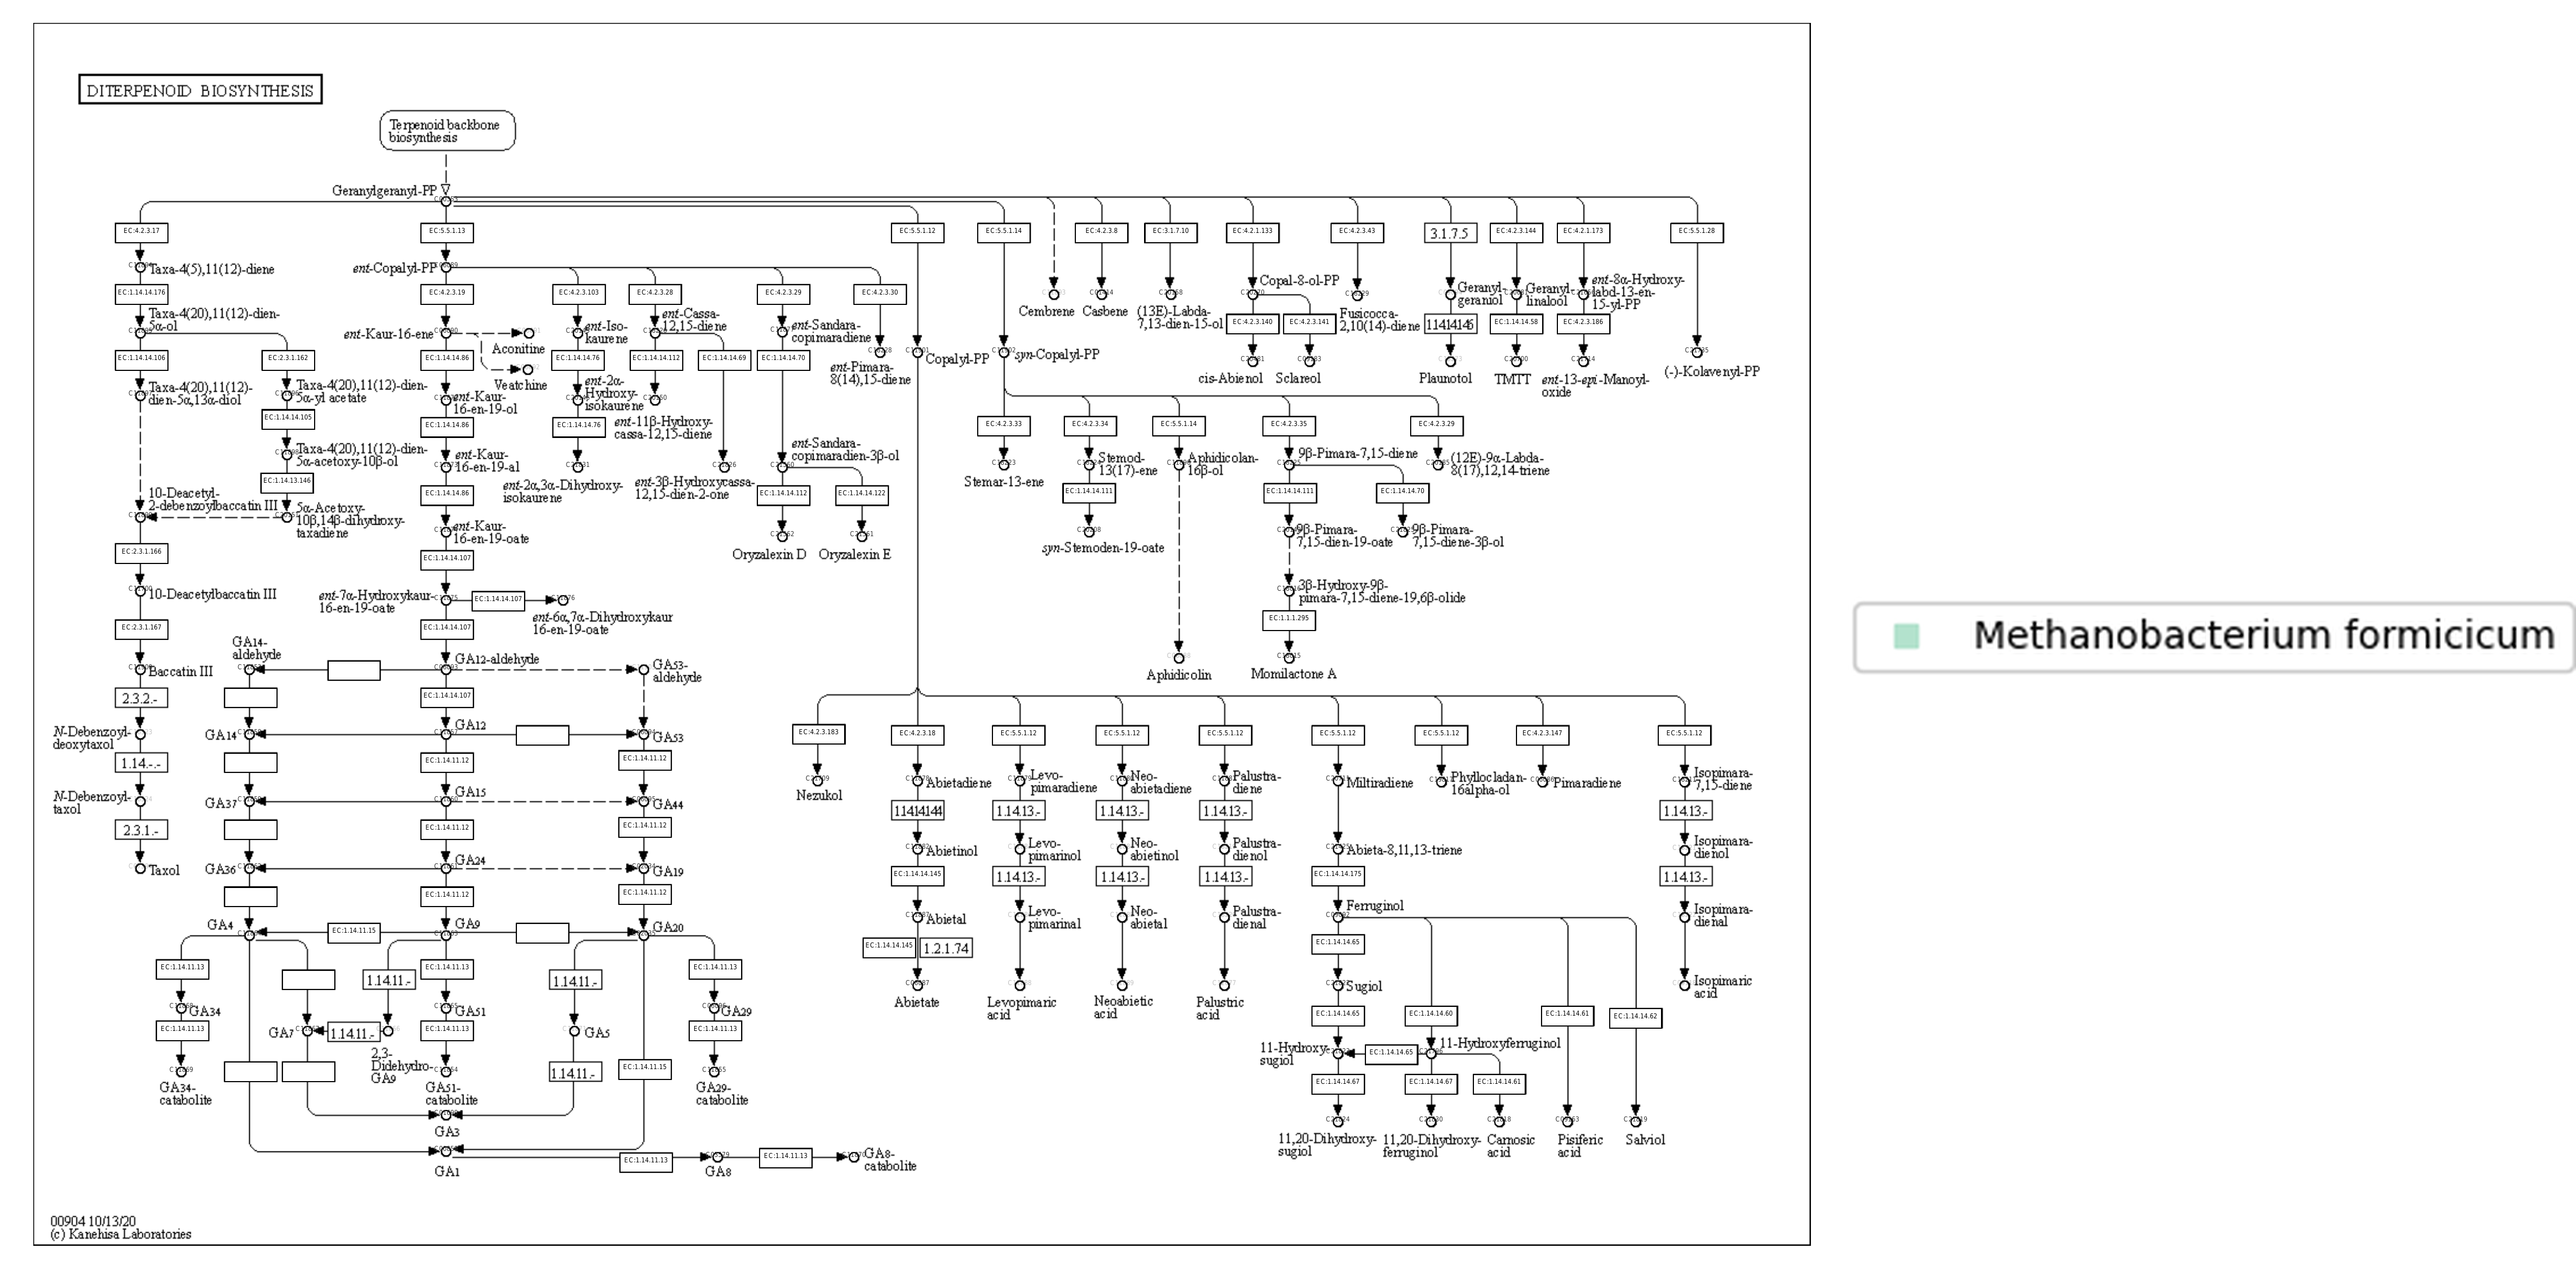 DITERPENOID BIOSYNTHESIS
Terpenoid backbone
biosynthesis
Geranylgeranyl-PP
EC:4.2.3.17
EC:5.5.1.13
EC:5.5.1.12
EC:5.5.1.14
EC:4.2.3.8
EC:3.1.7.10
EC:4.2.1.133
EC:4.2.3.43
3.1.7.5
EC:4.2.3.144
EC:4.2.1.173
EC:5.5.1.28
Taxa-4(5),11(12)-diene
ent-Copalyl-PP
EC:1.14.14.176
EC:4.2.3.19
EC:4.2.3.103
EC:4.2.3.28
EC:4.2.3.29
EC:4.2.3.30
Cembrene
Casbene
(13E)-Labda-
7,13-dien-15-ol
Copal-8-ol-PP
Fusicocca-
2,10(14)-diene
Geranyl-
geraniol
Geranyl-
linalool
ent-8α-Hydroxy-
labd-13-en-
15-yl-PP
EC:4.2.3.140
EC:4.2.3.141
11414146
EC:1.14.14.58
EC:4.2.3.186
Taxa-4(20),11(12)-dien-
5α-ol
ent-Kaur-16-ene
Aconitine
Veatchine
ent-Iso-
kaurene
ent-Cassa-
12,15-diene
ent-Sandara-
copimaradiene
ent-Pimara-
8(14),15-diene
Copalyl-PP
syn-Copalyl-PP
cis-Abienol
Sclareol
Plaunotol
TMTT
ent-13-epi-Manoyl-
oxide
(-)-Kolavenyl-PP
EC:1.14.14.106
EC:2.3.1.162
EC:1.14.14.86
EC:1.14.14.76
EC:1.14.14.112
EC:1.14.14.69
EC:1.14.14.70
Taxa-4(20),11(12)-
dien-5α,13α-diol
Taxa-4(20),11(12)-dien-
5α-yl acetate
ent-Kaur-
16-en-19-ol
ent-2α-
Hydroxy-
isokaurene
ent-11β-Hydroxy-
cassa-12,15-diene
EC:1.14.14.105
EC:1.14.14.86
EC:1.14.14.76
EC:4.2.3.33
EC:4.2.3.34
EC:5.5.1.14
EC:4.2.3.35
EC:4.2.3.29
Taxa-4(20),11(12)-dien-
5α-acetoxy-10β-ol
ent-Kaur-
16-en-19-al
ent-2α,3α-Dihydroxy-
isokaurene
ent-3β-Hydroxycassa-
12,15-dien-2-one
ent-Sandara-
copimaradien-3β-ol
Stemar-13-ene
Stemod-
13(17)-ene
Aphidicolan-
16β-ol
9β-Pimara-7,15-diene
(12E)-9α-Labda-
8(17),12,14-triene
EC:1.14.13.146
EC:1.14.14.86
EC:1.14.14.112
EC:1.14.14.122
EC:1.14.14.111
EC:1.14.14.111
EC:1.14.14.70
10-Deacetyl-
2-debenzoylbaccatin III
5α-Acetoxy-
10β,14β-dihydroxy-
taxadiene
ent-Kaur-
16-en-19-oate
Oryzalexin D
Oryzalexin E
syn-Stemoden-19-oate
9β-Pimara-
7,15-dien-19-oate
9β-Pimara-
7,15-diene-3β-ol
EC:2.3.1.166
EC:1.14.14.107
10-Deacetylbaccatin III
ent-7α-Hydroxykaur-
16-en-19-oate
EC:1.14.14.107
ent-6α,7α-Dihydroxykaur
16-en-19-oate
3β-Hydroxy-9β-
pimara-7,15-diene-19,6β-olide
EC:2.3.1.167
EC:1.14.14.107
EC:1.1.1.295
Methanobacterium formicicum
Baccatin III
GA14-
aldehyde
GA12-aldehyde
GA53-
aldehyde
Aphidicolin
Momilactone A
2.3.2.-
EC:1.14.14.107
N-Debenzoyl-
deoxytaxol
GA14
GA12
GA53
EC:4.2.3.183
EC:4.2.3.18
EC:5.5.1.12
EC:5.5.1.12
EC:5.5.1.12
EC:5.5.1.12
EC:5.5.1.12
EC:4.2.3.147
EC:5.5.1.12
1.14.-.-
EC:1.14.11.12
EC:1.14.11.12
N-Debenzoyl-
taxol
GA37
GA15
GA44
Nezukol
Abietadiene
Levo-
pimaradiene
Neo-
abietadiene
Palustra-
diene
Miltiradiene
Phyllocladan-
16alpha-ol
Pimaradiene
Isopimara-
7,15-diene
2.3.1.-
EC:1.14.11.12
EC:1.14.11.12
11414144
1.14.13.-
1.14.13.-
1.14.13.-
1.14.13.-
Taxol
GA36
GA24
GA19
Abietinol
Levo-
pimarinol
Neo-
abietinol
Palustra-
dienol
Abieta-8,11,13-triene
Isopimara-
dienol
EC:1.14.11.12
EC:1.14.11.12
EC:1.14.14.145
1.14.13.-
1.14.13.-
1.14.13.-
EC:1.14.14.175
1.14.13.-
GA4
EC:1.14.11.15
GA9
GA20
Abietal
Levo-
pimarinal
Neo-
abietal
Palustra-
dienal
Ferruginol
Isopimara-
dienal
EC:1.14.14.145
1.2.1.74
EC:1.14.14.65
EC:1.14.11.13
1.14.11.-
EC:1.14.11.13
1.14.11.-
EC:1.14.11.13
Abietate
Levopimaric
acid
Neoabietic
acid
Palustric
acid
Sugiol
Isopimaric
acid
GA34
GA51
GA29
EC:1.14.11.13
GA7
1.14.11.-
EC:1.14.11.13
GA5
EC:1.14.11.13
EC:1.14.14.65
EC:1.14.14.60
EC:1.14.14.61
EC:1.14.14.62
2,3-
Didehydro-
GA9
11-Hydroxy-
sugiol
EC:1.14.14.65
11-Hydroxyferruginol
1.14.11.-
EC:1.14.11.15
EC:1.14.14.67
EC:1.14.14.67
EC:1.14.14.61
GA34-
catabolite
GA51-
catabolite
GA29-
catabolite
GA3
11,20-Dihydroxy-
sugiol
11,20-Dihydroxy-
ferruginol
Carnosic
acid
Pisiferic
acid
Salviol
GA1
EC:1.14.11.13
GA8
EC:1.14.11.13
GA8-
catabolite
00904 10/13/20
(c) Kanehisa Laboratories